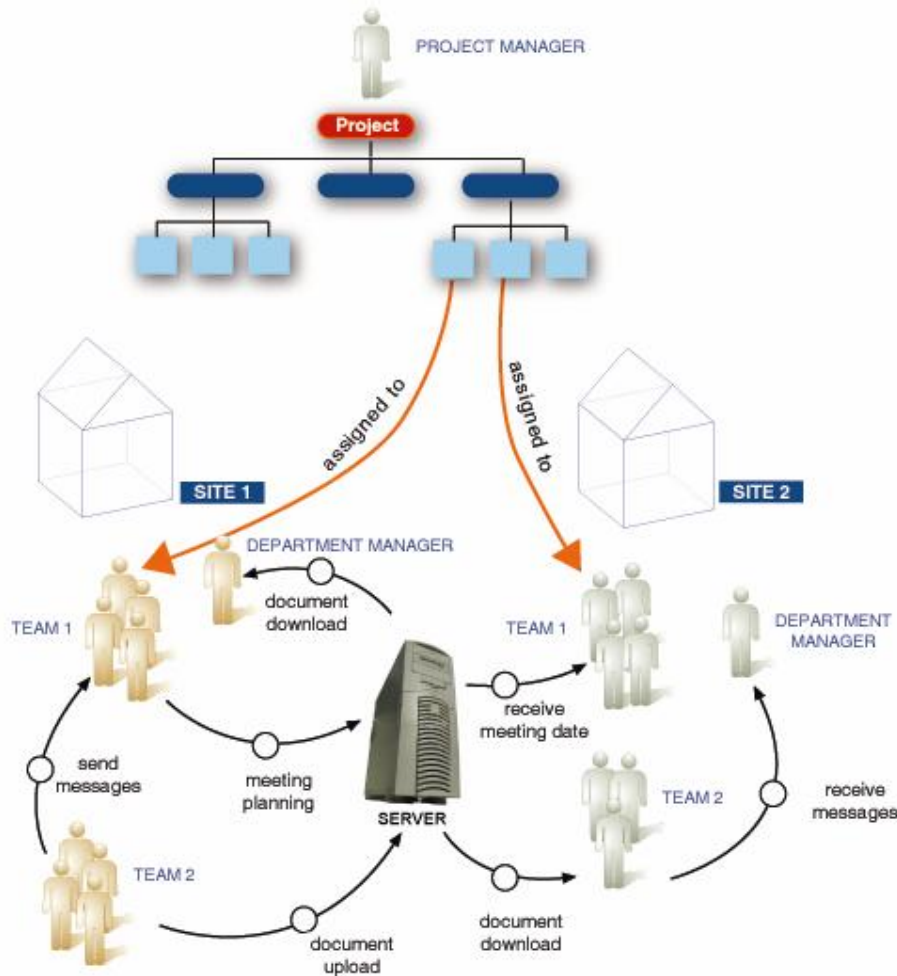 PROJECT MANAGER
Project
assigned to
assigned to
SITE 1
SITE 2
DEPARTMENT MANAGER
document
download
TEAM 1
TEAM 1
DEPARTMENT
MANAGER
receive
meeting date
send
messages
meeting
planning
SERVER
TEAM 2
receive
messages
TEAM 2
document
upload
document
download